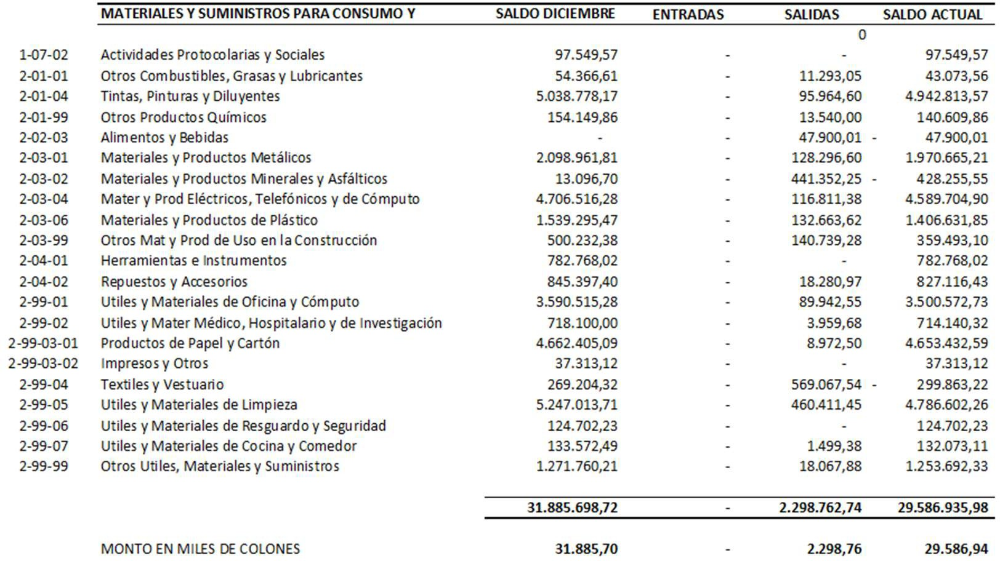 MATERIALES Y SUMINISTROS PARA CONSUMO Y SALDO DICIEMBRE ENTRADAS SALIDAS SALDO ACTUAL
0
1-07-02 Actividades Protocolarias y Sociales 97.549,57 - - 97.549,57
2-01-01 Otros Combustibles, Grasas y Lubricantes 54.366,61 - 11.293,05 43.073,56
2-01-04 Tintas, Pinturas y Diluyentes 5.038.778,17 - 95.964,60 4.942.813,57
2-01-99 Otros Productos Químicos 154.149,86 - 13.540,00 140.609,86
2-02-03 Alimentos y Bebidas - - 47.900,01 - 47.900,01
2-03-01 Materiales y Productos Metálicos 2.098.961,81 - 128.296,60 1.970.665,21
2-03-02 Materiales y Productos Minerales y Asfálticos 13.096,70 - 441.352,25 - 428.255,55
2-03-04 Mater y Prod Eléctricos, Telefónicos y de Cómputo 4.706.516,28 - 116.811,38 4.589.704,90
2-03-06 Materiales y Productos de Plástico 1.539.295,47 - 132.663,62 1.406.631,85
2-03-99 Otros Mat y Prod de Uso en la Construcción 500.232,38 - 140.739,28 359.493,10
2-04-01 Herramientas e Instrumentos 782.768,02 - - 782.768,02
2-04-02 Repuestos y Accesorios 845.397,40 - 18.280,97 827.116,43
2-99-01 Utiles y Materiales de Oficina y Cómputo 3.590.515,28 - 89.942,55 3.500.572,73
2-99-02 Utiles y Mater Médico, Hospitalario y de Investigación 718.100,00 - 3.959,68 714.140,32
2-99-03-01 Productos de Papel y Cartón 4.662.405,09 - 8.972,50 4.653.432,59
2-99-03-02 Impresos y Otros 37.313,12 - - 37.313,12
2-99-04 Textiles y Vestuario 269.204,32 - 569.067,54 - 299.863,22
2-99-05 Utiles y Materiales de Limpieza 5.247.013,71 - 460.411,45 4.786.602,26
2-99-06 Utiles y Materiales de Resguardo y Seguridad 124.702,23 - - 124.702,23
2-99-07 Utiles y Materiales de Cocina y Comedor 133.572,49 - 1.499,38 132.073,11
2-99-99 Otros Utiles, Materiales y Suministros 1.271.760,21 - 18.067,88 1.253.692,33
31.885.698,72 - 2.298.762,74 29.586.935,98
MONTO EN MILES DE COLONES 31.885,70 - 2.298,76 29.586,94